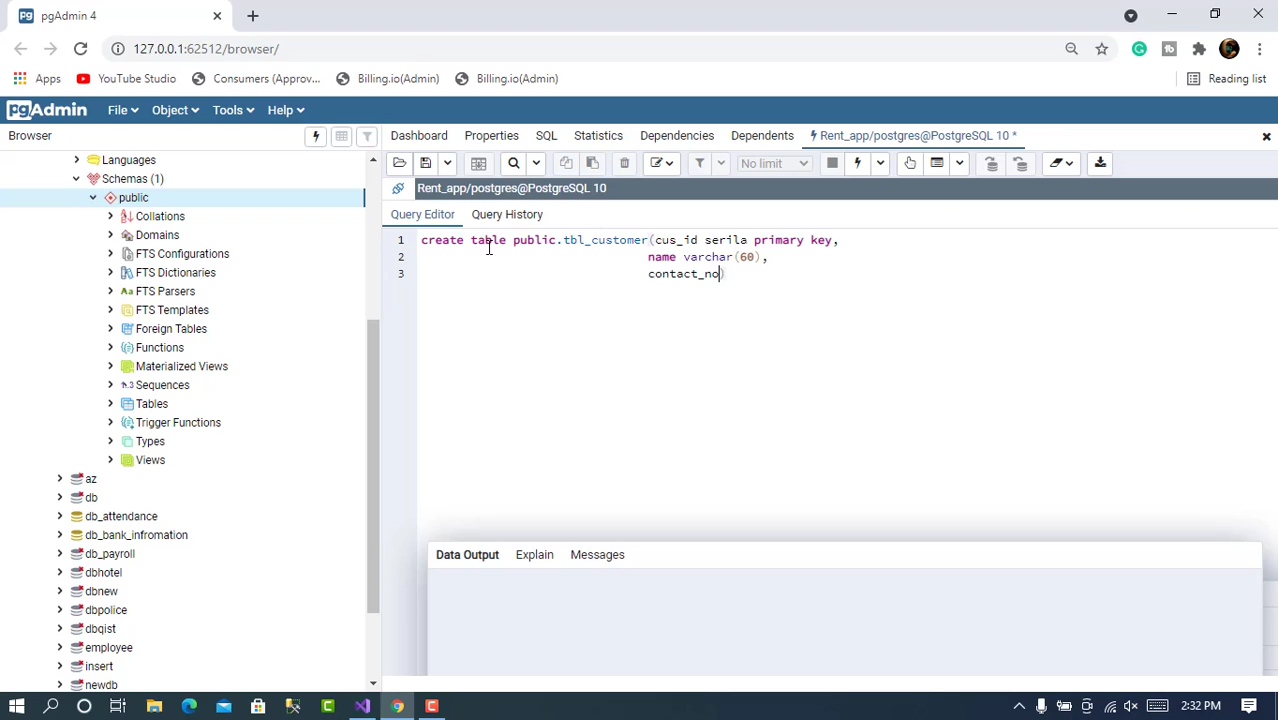 pgAdmin 4
127.0.0.1:62512/browser/
Apps YouTube Studio Consumers (Approv... Billing.io(Admin) Billing.io(Admin) Reading list
pgAdmin File Object Tools Help
Browser
Dashboard Properties SQL Statistics Dependencies Dependents Rent_app/postgres@PostgreSQL 10 *
No limit
Rent_app/postgres@PostgreSQL 10
Query Editor Query History
1 create table public.tbl_customer(cus_id serila primary key,
2 name varchar(60),
3 contact_no)
Data Output Explain Messages
Languages
Schemas (1)
public
Collations
Domains
FTS Configurations
FTS Dictionaries
FTS Parsers
FTS Templates
Foreign Tables
Functions
Materialized Views
1..3 Sequences
Tables
Trigger Functions
Types
Views
az
db
db_attendance
db_bank_infromation
db_payroll
dbhotel
dbnew
dbpolice
dbqist
employee
insert
newdb
2:32 PM